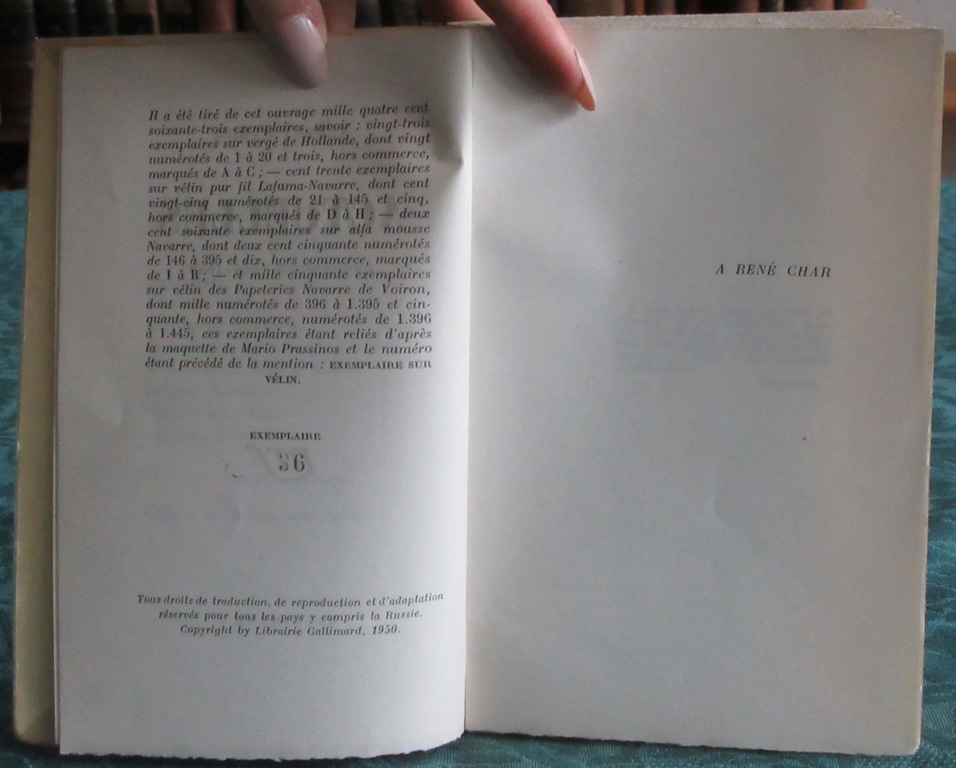 Il a été tiré de cet ouvrage mille quatre cent
soixante-trois exemplaires, savoir : vingt-trois
exemplaires sur vergé de Hollande, dont vingt
numérotés de 1 à 20 et trois, hors commerce,
marqués de A à C ; — cent trente exemplaires
sur vélin pur fil Lafuma-Navarre, dont cent
vingt-cinq numérotés de 21 à 145 et cinq,
hors commerce, marqués de D à H ; — deux
cent soixante exemplaires sur alfa mousse
Navarre, dont deux cent cinquante numérotés
de 146 à 395 et dix, hors commerce, marqués
de I à R ; — et mille cinquante exemplaires
sur vélin des Papeteries Navarre de Voiron,
dont mille numérotés de 396 à 1.395 et cin-
quante, hors commerce, numérotés de 1.396
à 1.445, ces exemplaires étant reliés d'après
la maquette de Mario Prassinos et le numéro
étant précédé de la mention : EXEMPLAIRE SUR
VÉLIN.
EXEMPLAIRE
36
Tous droits de traduction, de reproduction et d'adaptation
réservés pour tous les pays y compris la Russie.
Copyright by Librairie Gallimard, 1950.
A RENÉ CHAR